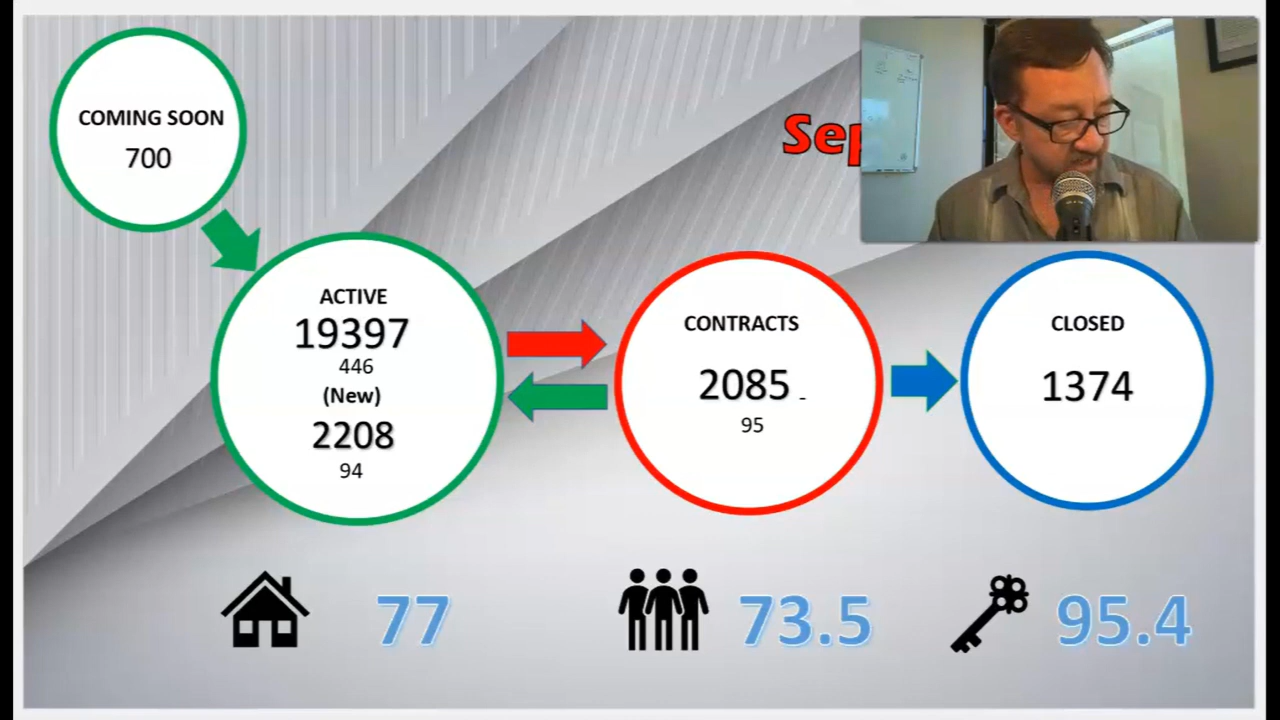 COMING SOON
700
Sep
ACTIVE
19397
446
(New)
2208
94
CONTRACTS
2085 -
95
CLOSED
1374
77
73.5
95.4